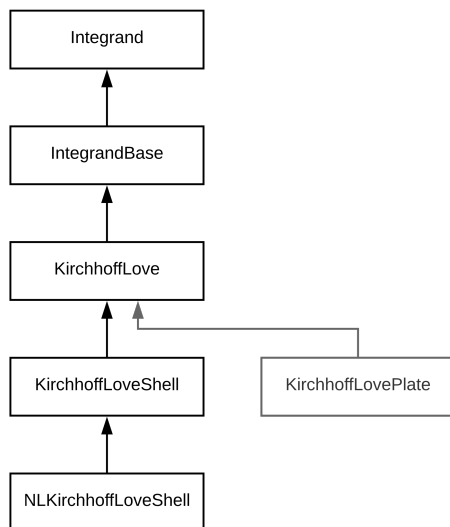 Integrand
IntegrandBase
KirchhoffLove
KirchhoffLoveShell
KirchhoffLovePlate
NLKirchhoffLoveShell